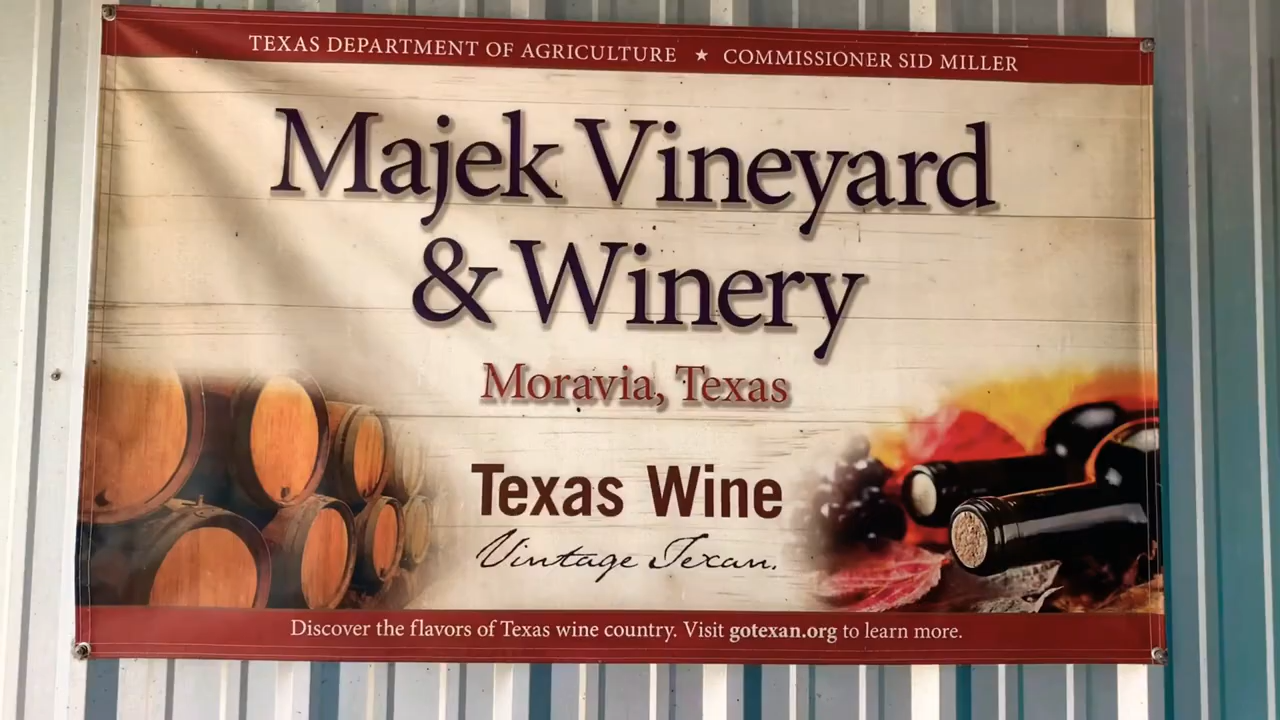 TEXAS DEPARTMENT OF AGRICULTURE ★ COMMISSIONER SID MILLER
Majek Vineyard
& Winery
Moravia, Texas
Texas Wine
Vintage Texan.
Discover the flavors of Texas wine country. Visit gotexan.org to learn more.